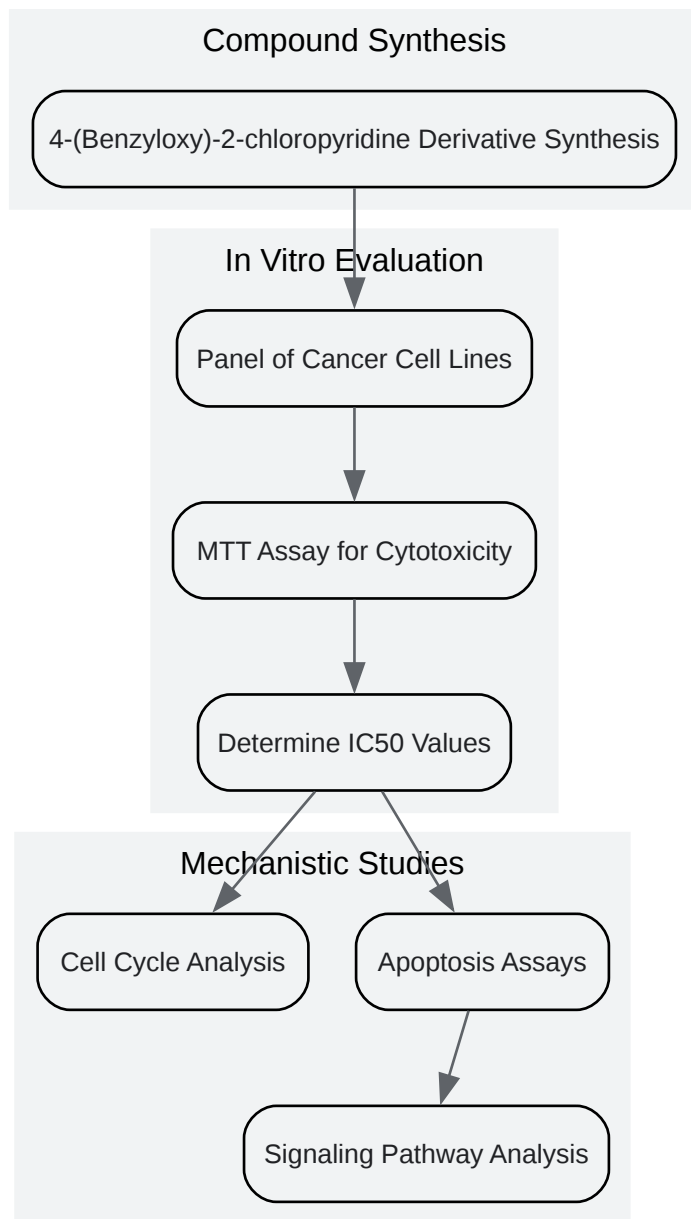 Compound Synthesis
4-(Benzyloxy)-2-chloropyridine Derivative Synthesis
In Vitro Evaluation
Panel of Cancer Cell Lines
MTT Assay for Cytotoxicity
Determine IC50 Values
Mechanistic Studies
Cell Cycle Analysis
Apoptosis Assays
Signaling Pathway Analysis